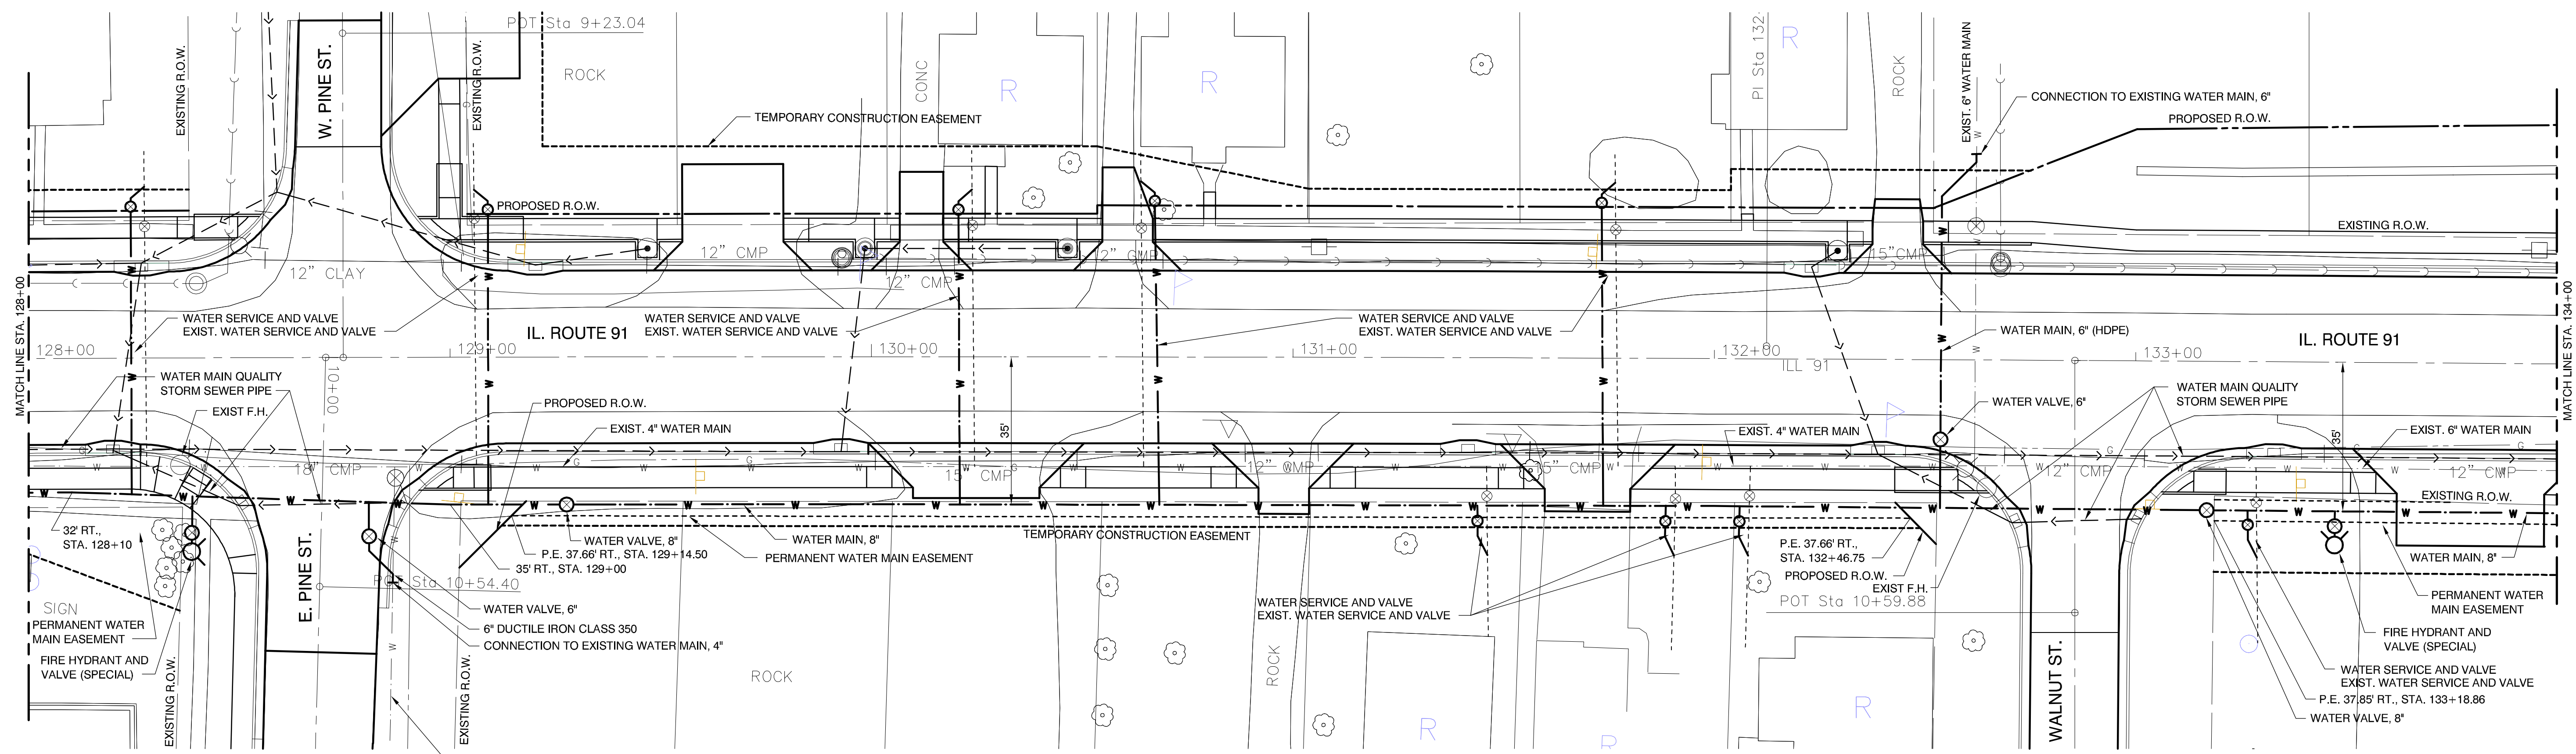 POT Sta 9+23.04
EXISTING R.O.W.
W. PINE ST.
EXISTING R.O.W.
ROCK
CONC
R
R
PI Sta 132
R
ROCK
EXIST. 6" WATER MAIN
CONNECTION TO EXISTING WATER MAIN, 6"
PROPOSED R.O.W.
TEMPORARY CONSTRUCTION EASEMENT
PROPOSED R.O.W.
EXISTING R.O.W.
12" CLAY
12" CMP
12" CMP
12" CMP
15" CMP
MATCH LINE STA. 128+00
MATCH LINE STA. 134+00
WATER SERVICE AND VALVE
EXIST. WATER SERVICE AND VALVE
IL. ROUTE 91
WATER SERVICE AND VALVE
EXIST. WATER SERVICE AND VALVE
WATER SERVICE AND VALVE
EXIST. WATER SERVICE AND VALVE
WATER MAIN, 6" (HDPE)
IL. ROUTE 91
128+00
129+00
130+00
131+00
132+00
133+00
ILL 91
10+00
WATER MAIN QUALITY
STORM SEWER PIPE
EXIST F.H.
PROPOSED R.O.W.
EXIST. 4" WATER MAIN
35'
EXIST. 4" WATER MAIN
WATER VALVE, 6"
WATER MAIN QUALITY
STORM SEWER PIPE
35'
EXIST. 6" WATER MAIN
18" CMP
15" CMP
12" CMP
15" CMP
12" CMP
12" CMP
EXISTING R.O.W.
32' RT.,
STA. 128+10
WATER VALVE, 8"
P.E. 37.66' RT., STA. 129+14.50
35' RT., STA. 129+00
WATER MAIN, 8"
PERMANENT WATER MAIN EASEMENT
TEMPORARY CONSTRUCTION EASEMENT
P.E. 37.66' RT.,
STA. 132+46.75
PROPOSED R.O.W.
EXIST F.H.
WATER MAIN, 8"
POT Sta 10+54.40
POT Sta 10+59.88
SIGN
PERMANENT WATER
MAIN EASEMENT
FIRE HYDRANT AND
VALVE (SPECIAL)
EXISTING R.O.W.
E. PINE ST.
EXISTING R.O.W.
WATER VALVE, 6"
6" DUCTILE IRON CLASS 350
CONNECTION TO EXISTING WATER MAIN, 4"
ROCK
WATER SERVICE AND VALVE
EXIST. WATER SERVICE AND VALVE
ROCK
R
R
R
WALNUT ST.
PERMANENT WATER
MAIN EASEMENT
FIRE HYDRANT AND
VALVE (SPECIAL)
WATER SERVICE AND VALVE
EXIST. WATER SERVICE AND VALVE
P.E. 37.85' RT., STA. 133+18.86
WATER VALVE, 8"